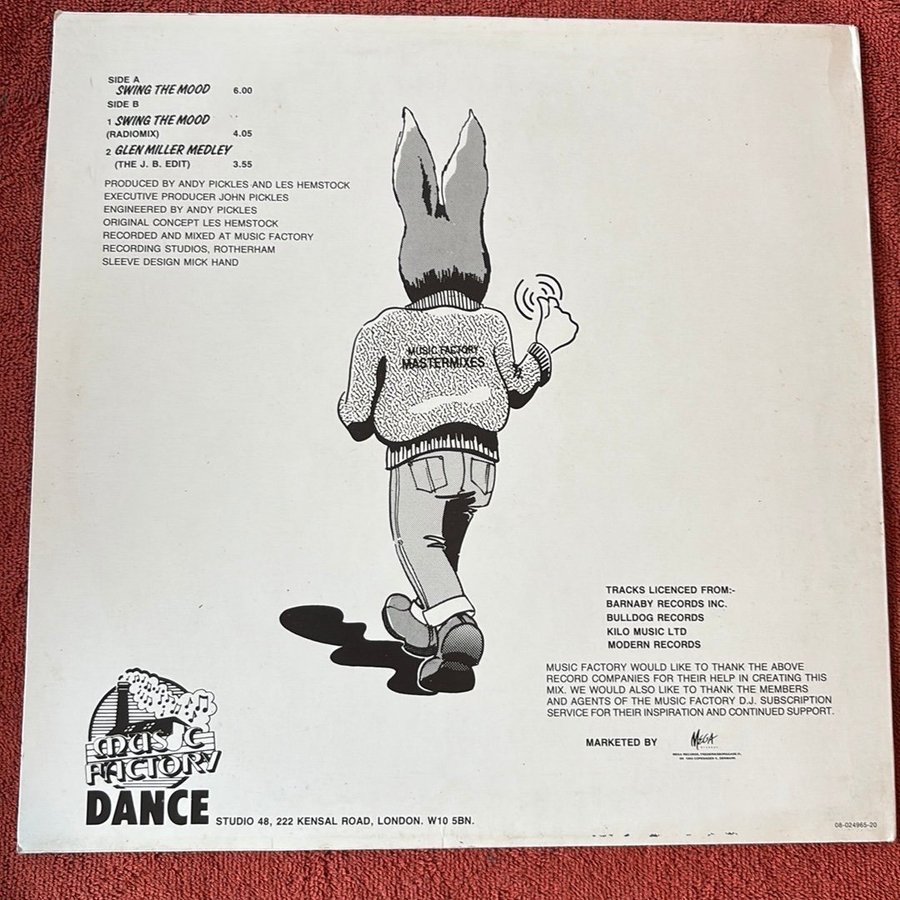 SIDE A
SWING THE MOOD 6.00
SIDE B
1 SWING THE MOOD
(RADIOMIX) 4.05
2 GLEN MILLER MEDLEY
(THE J. B. EDIT) 3.55
PRODUCED BY ANDY PICKLES AND LES HEMSTOCK
EXECUTIVE PRODUCER JOHN PICKLES
ENGINEERED BY ANDY PICKLES
ORIGINAL CONCEPT LES HEMSTOCK
RECORDED AND MIXED AT MUSIC FACTORY
RECORDING STUDIOS, ROTHERHAM
SLEEVE DESIGN MICK HAND
MUSIC FACTORY
MASTERMIXES
TRACKS LICENCED FROM:-
BARNABY RECORDS INC.
BULLDOG RECORDS
KILO MUSIC LTD
MODERN RECORDS
MUSIC FACTORY WOULD LIKE TO THANK THE ABOVE
RECORD COMPANIES FOR THEIR HELP IN CREATING THIS
MIX. WE WOULD ALSO LIKE TO THANK THE MEMBERS
AND AGENTS OF THE MUSIC FACTORY D.J. SUBSCRIPTION
SERVICE FOR THEIR INSPIRATION AND CONTINUED SUPPORT.
MARKETED BY MEGA
RECORDS
MUSIC
FACTORY
DANCE
STUDIO 48, 222 KENSAL ROAD, LONDON. W10 5BN.
08-024965-20